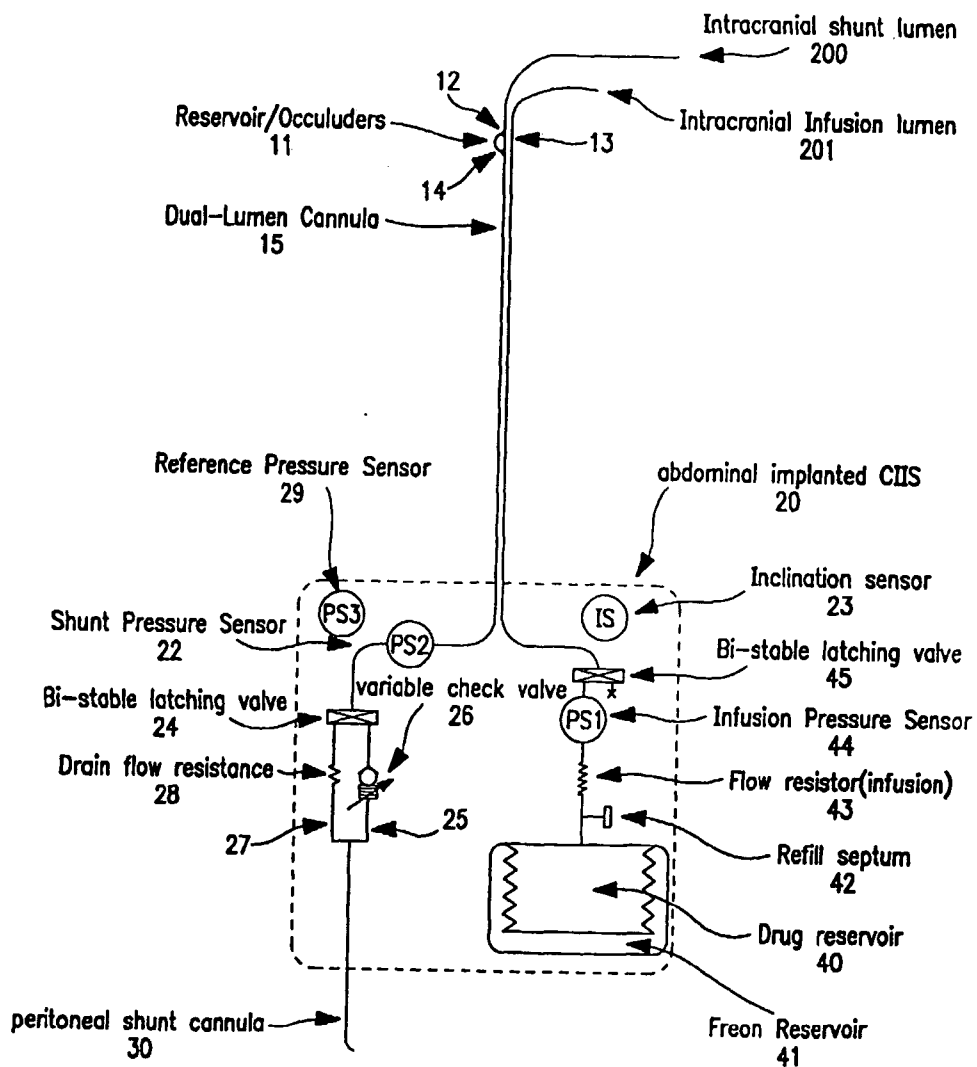 Intracranial shunt lumen
200
12
Reservoir/Occuluders
11
13
Intracranial Infusion lumen
201
14
Dual-Lumen Cannula
15
Reference Pressure Sensor
29
abdominal implanted CIIS
20
PS3
IS
Inclination sensor
23
Shunt Pressure Sensor
22
PS2
Bi-stable latching valve
45
variable check valve
26
Bi-stable latching valve
24
PS1
Infusion Pressure Sensor
44
Drain flow resistance
28
Flow resistor(infusion)
43
27
25
Refill septum
42
Drug reservoir
40
peritoneal shunt cannula
30
Freon Reservoir
41